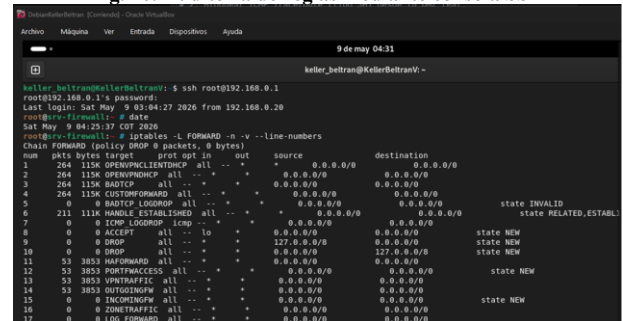 DebianKellerBeltran [Corriendo] - Oracle VirtualBox
Archivo Máquina Ver Entrada Dispositivos Ayuda
9 de may 04:31
keller_beltran@KellerBeltranV: ~
keller_beltran@KellerBeltranV:~$ ssh root@192.168.0.1
root@192.168.0.1's password:
Last login: Sat May 9 03:04:27 2026 from 192.168.0.20
root@srv-firewall:~ # date
Sat May 9 04:25:37 COT 2026
root@srv-firewall:~ # iptables -L FORWARD -n -v --line-numbers
Chain FORWARD (policy DROP 0 packets, 0 bytes)
num pkts bytes target prot opt in out source destination
1 264 115K OPENVPNCLIENTDHCP all -- * * 0.0.0.0/0 0.0.0.0/0
2 264 115K OPENVPNDHCP all -- * * 0.0.0.0/0 0.0.0.0/0
3 264 115K BADTCP all -- * * 0.0.0.0/0 0.0.0.0/0
4 264 115K CUSTOMFORWARD all -- * * 0.0.0.0/0 0.0.0.0/0
5 0 0 BADTCP_LOGDROP all -- * * 0.0.0.0/0 0.0.0.0/0 state INVALID
6 211 111K HANDLE_ESTABLISHED all -- * * 0.0.0.0/0 0.0.0.0/0 state RELATED,ESTABL
7 0 0 ICMP_LOGDROP icmp -- * * 0.0.0.0/0 0.0.0.0/0
8 0 0 ACCEPT all -- lo * 0.0.0.0/0 0.0.0.0/0 state NEW
9 0 0 DROP all -- * * 127.0.0.0/8 0.0.0.0/0 state NEW
10 0 0 DROP all -- * * 0.0.0.0/0 127.0.0.0/8 state NEW
11 53 3853 HAFORWARD all -- * * 0.0.0.0/0 0.0.0.0/0
12 53 3853 PORTFWACCESS all -- * * 0.0.0.0/0 0.0.0.0/0 state NEW
13 53 3853 VPNTRAFFIC all -- * * 0.0.0.0/0 0.0.0.0/0
14 53 3853 OUTGOINGFW all -- * * 0.0.0.0/0 0.0.0.0/0
15 0 0 INCOMINGFW all -- * * 0.0.0.0/0 0.0.0.0/0 state NEW
16 0 0 ZONETRAFFIC all -- * * 0.0.0.0/0 0.0.0.0/0
17 0 0 LOG_FORWARD all -- * * 0.0.0.0/0 0.0.0.0/0